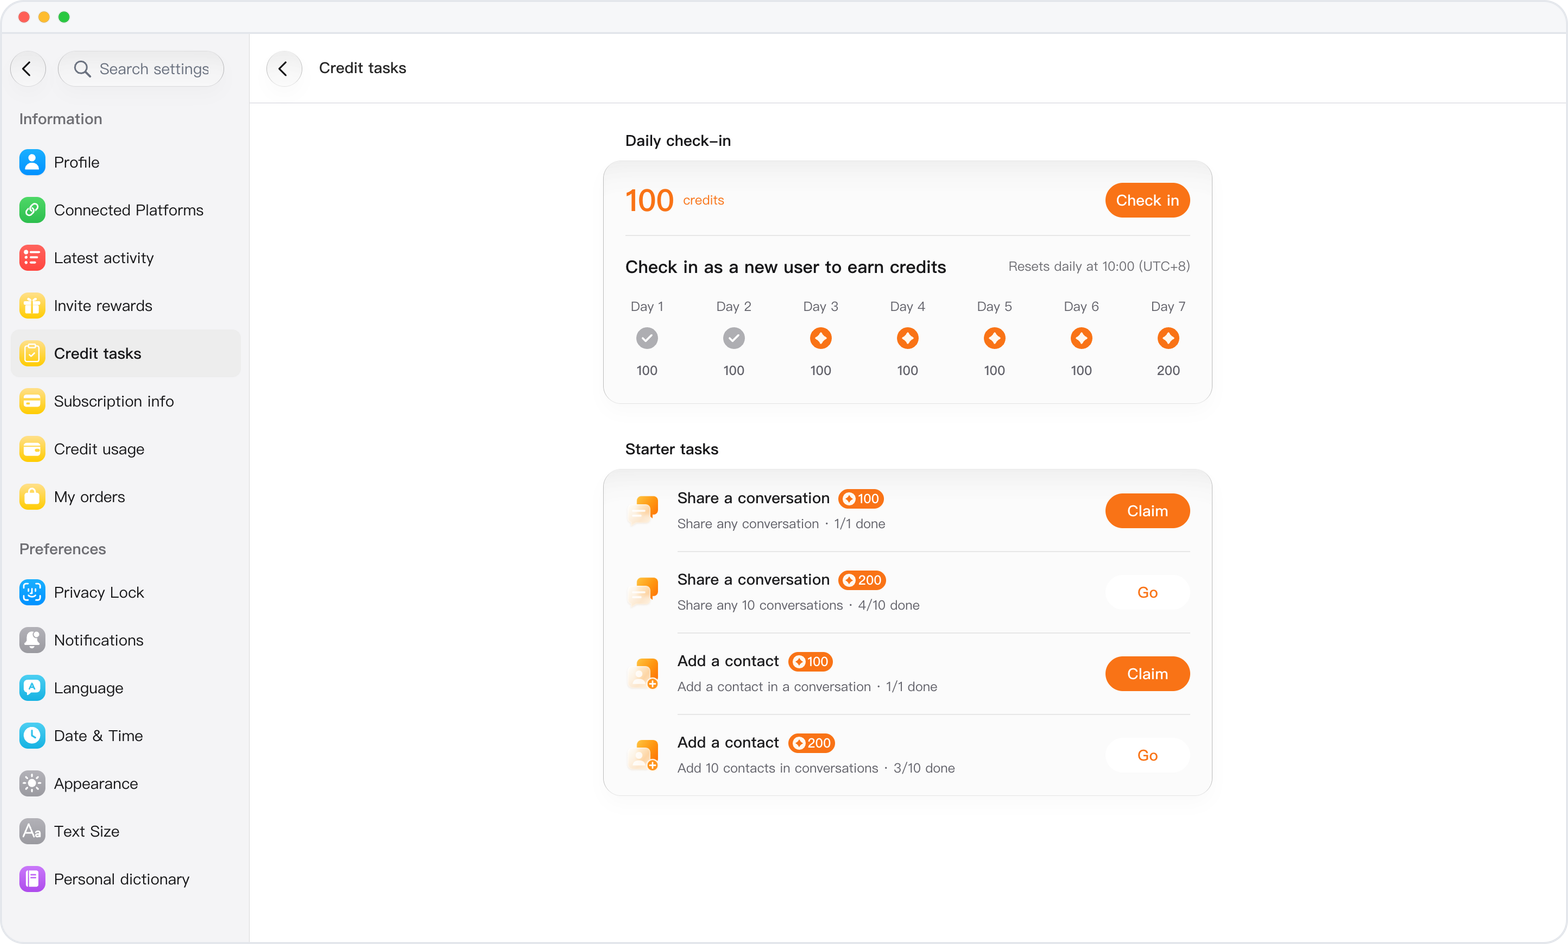 Search settings
Information
Profile
Connected Platforms
Latest activity
Invite rewards
Credit tasks
Subscription info
Credit usage
My orders
Preferences
Privacy Lock
Notifications
Language
Date & Time
Appearance
Aa Text Size
Personal dictionary
Credit tasks
Daily check-in
100 credits
Check in
Check in as a new user to earn credits
Resets daily at 10:00 (UTC+8)
Day 1 Day 2 Day 3 Day 4 Day 5 Day 6 Day 7
100 100 100 100 100 100 200
Starter tasks
Share a conversation 100
Share any conversation · 1/1 done
Claim
Share a conversation 200
Share any 10 conversations · 4/10 done
Go
Add a contact 100
Add a contact in a conversation · 1/1 done
Claim
Add a contact 200
Add 10 contacts in conversations · 3/10 done
Go